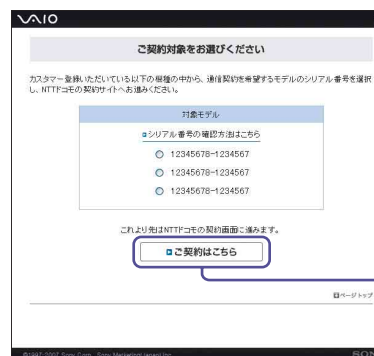 VAIO
ご契約対象をお選びください
カスタマー登録いただいている以下の機種の中から、通信契約を希望するモデルのシリアル番号を選択
し、NTTドコモの契約サイトへお進みください。
対象モデル
シリアル番号の確認方法はこちら
12345678-1234567
12345678-1234567
12345678-1234567
これより先はNTTドコモの契約画面に進みます。
ご契約はこちら
ページトップ
©1997-2007 Sony Corp., Sony Marketing(Japan)Inc.
SON